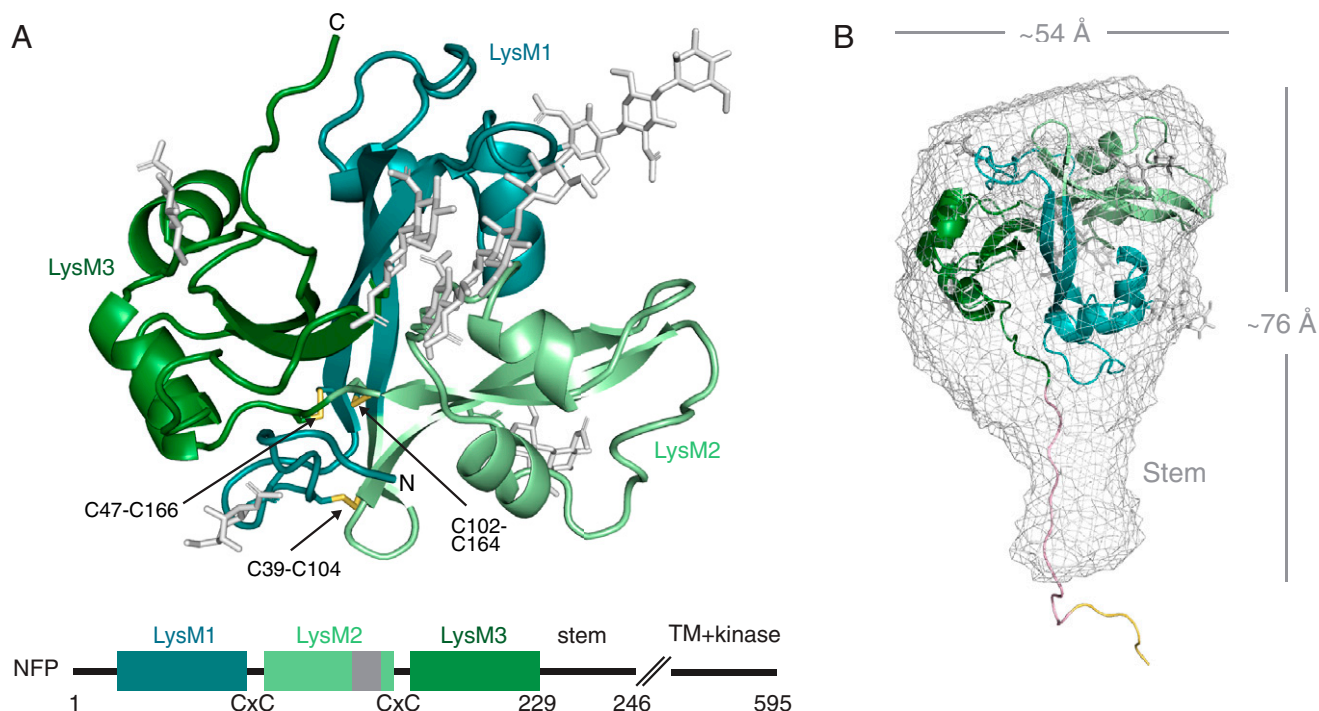 A
C
LysM1
LysM3
LysM2
N
C47-C166
C39-C104
C102-
C164
LysM1
LysM2
LysM3
stem
TM+kinase
NFP
1
CxC
CxC
229
246
595
B
~54 Å
~76 Å
Stem